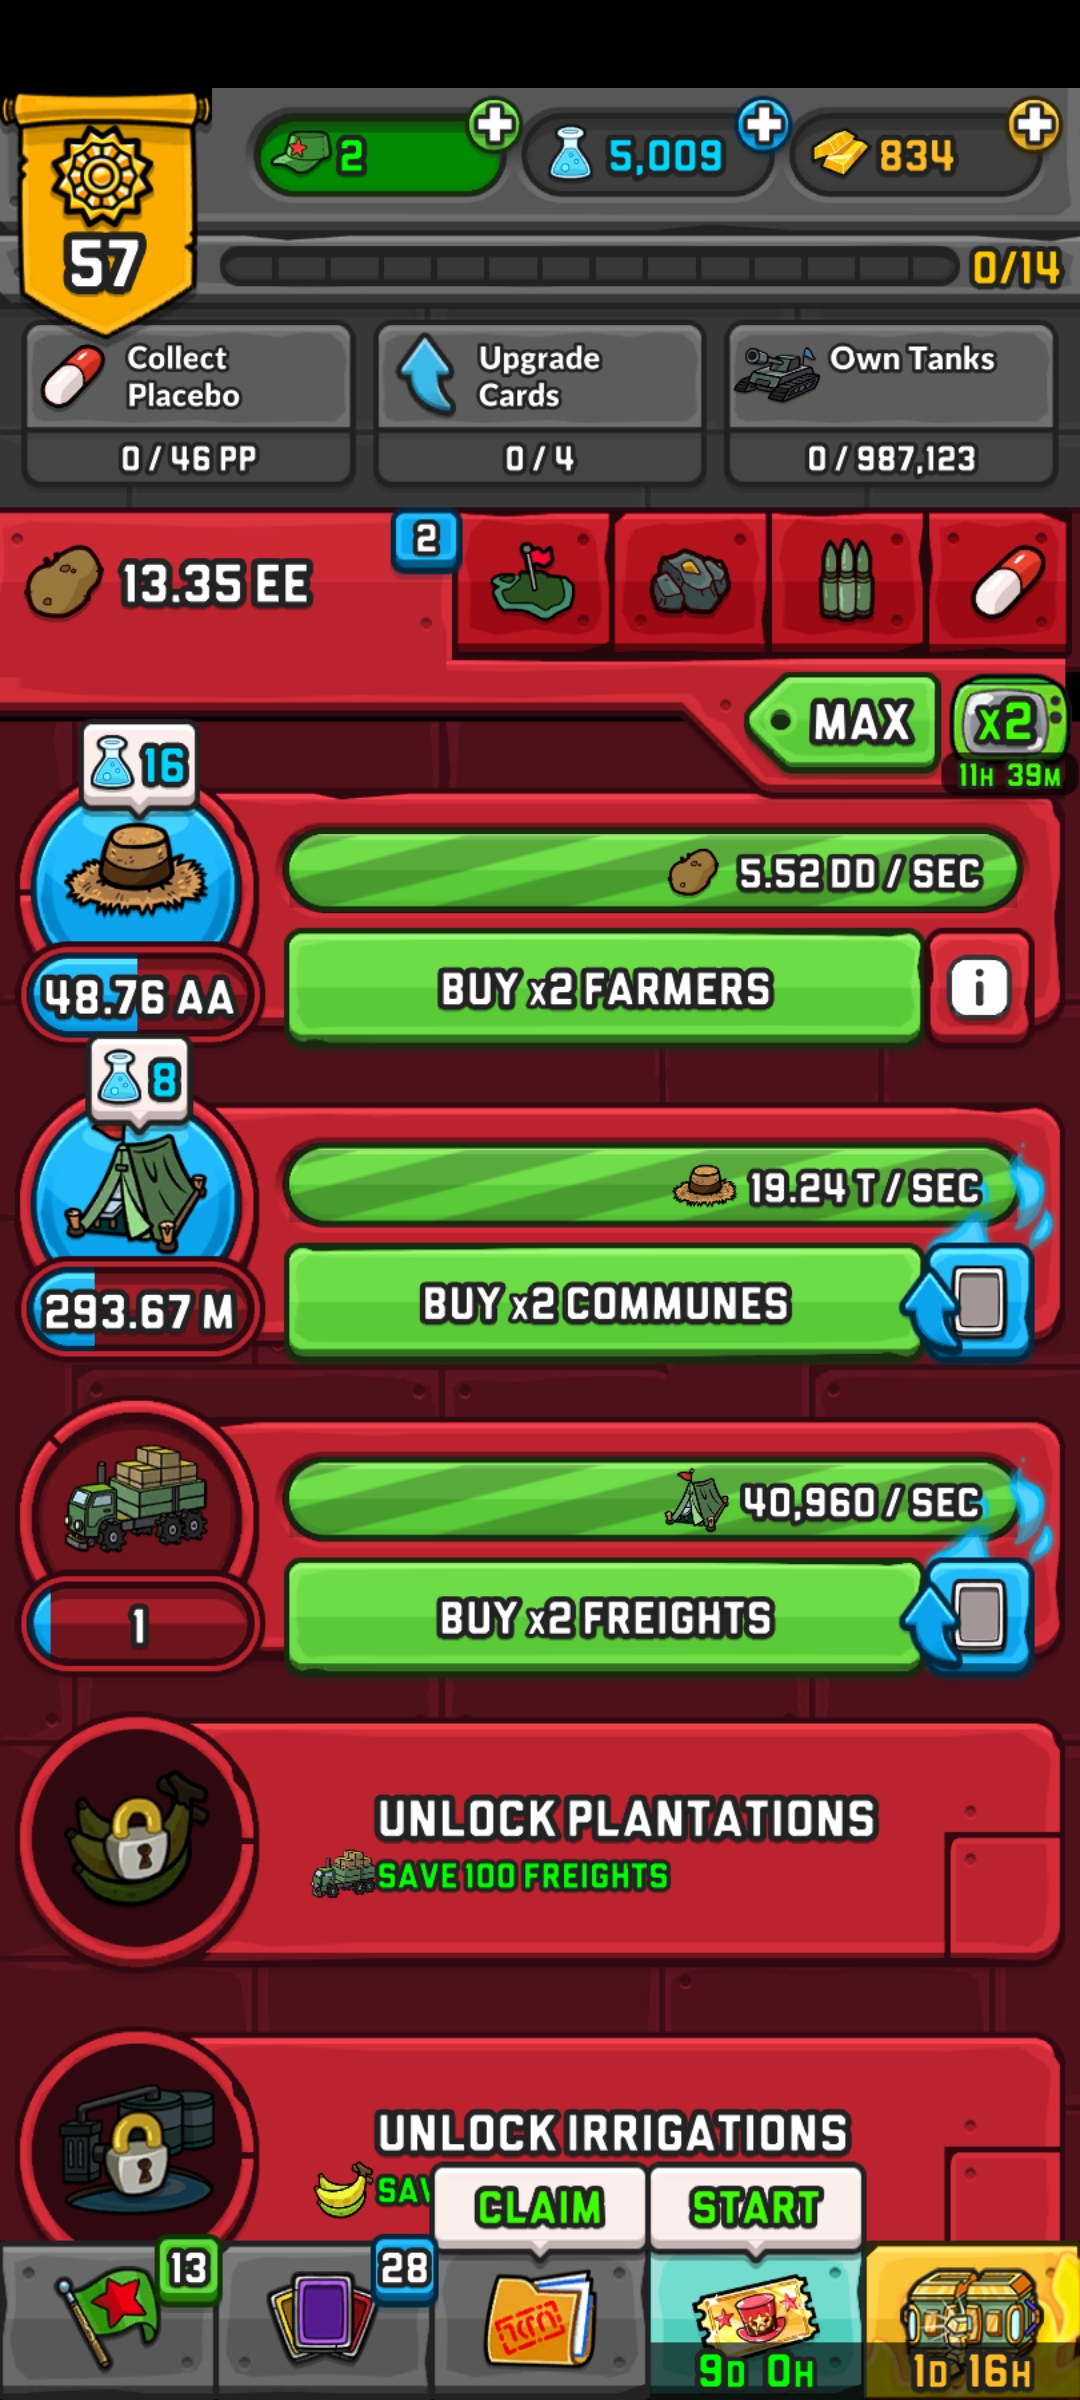 2
5,009
834
57
0/14
Collect
Placebo
0 / 46 PP
Upgrade
Cards
0 / 4
Own Tanks
0 / 987,123
13.35 EE
2
MAX
x2
11H 39M
16
5.52 DD / SEC
48.76 AA
BUY x2 FARMERS
i
8
19.24 T / SEC
293.67 M
BUY x2 COMMUNES
40,960 / SEC
1
BUY x2 FREIGHTS
UNLOCK PLANTATIONS
SAVE 100 FREIGHTS
UNLOCK IRRIGATIONS
CLAIM
START
13
28
9D 0H
1D 16H